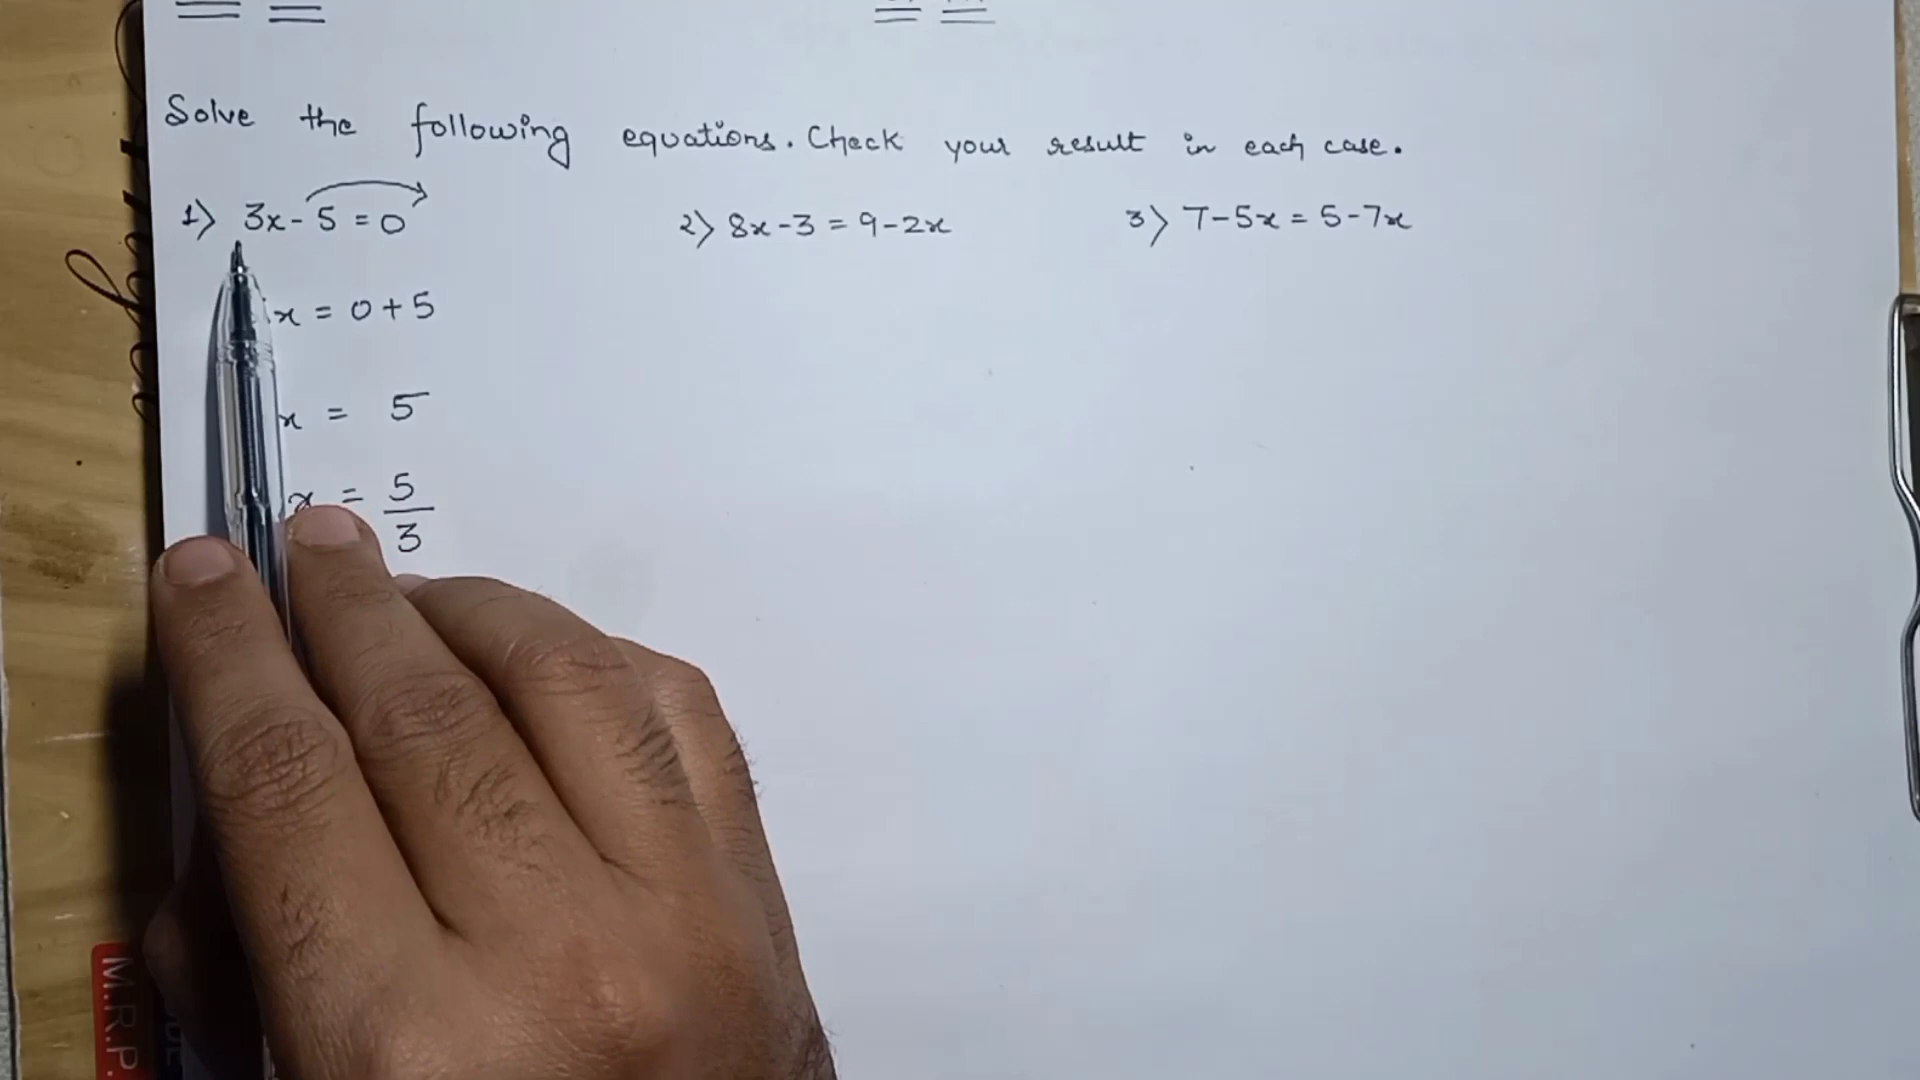 Solve the following equations. Check your result in each case.
1) 3x - 5 = 0
2) 8x - 3 = 9 - 2x
3) 7 - 5x = 5 - 7x
x = 0 + 5
x = 5
x = 5/3
M.R.P.